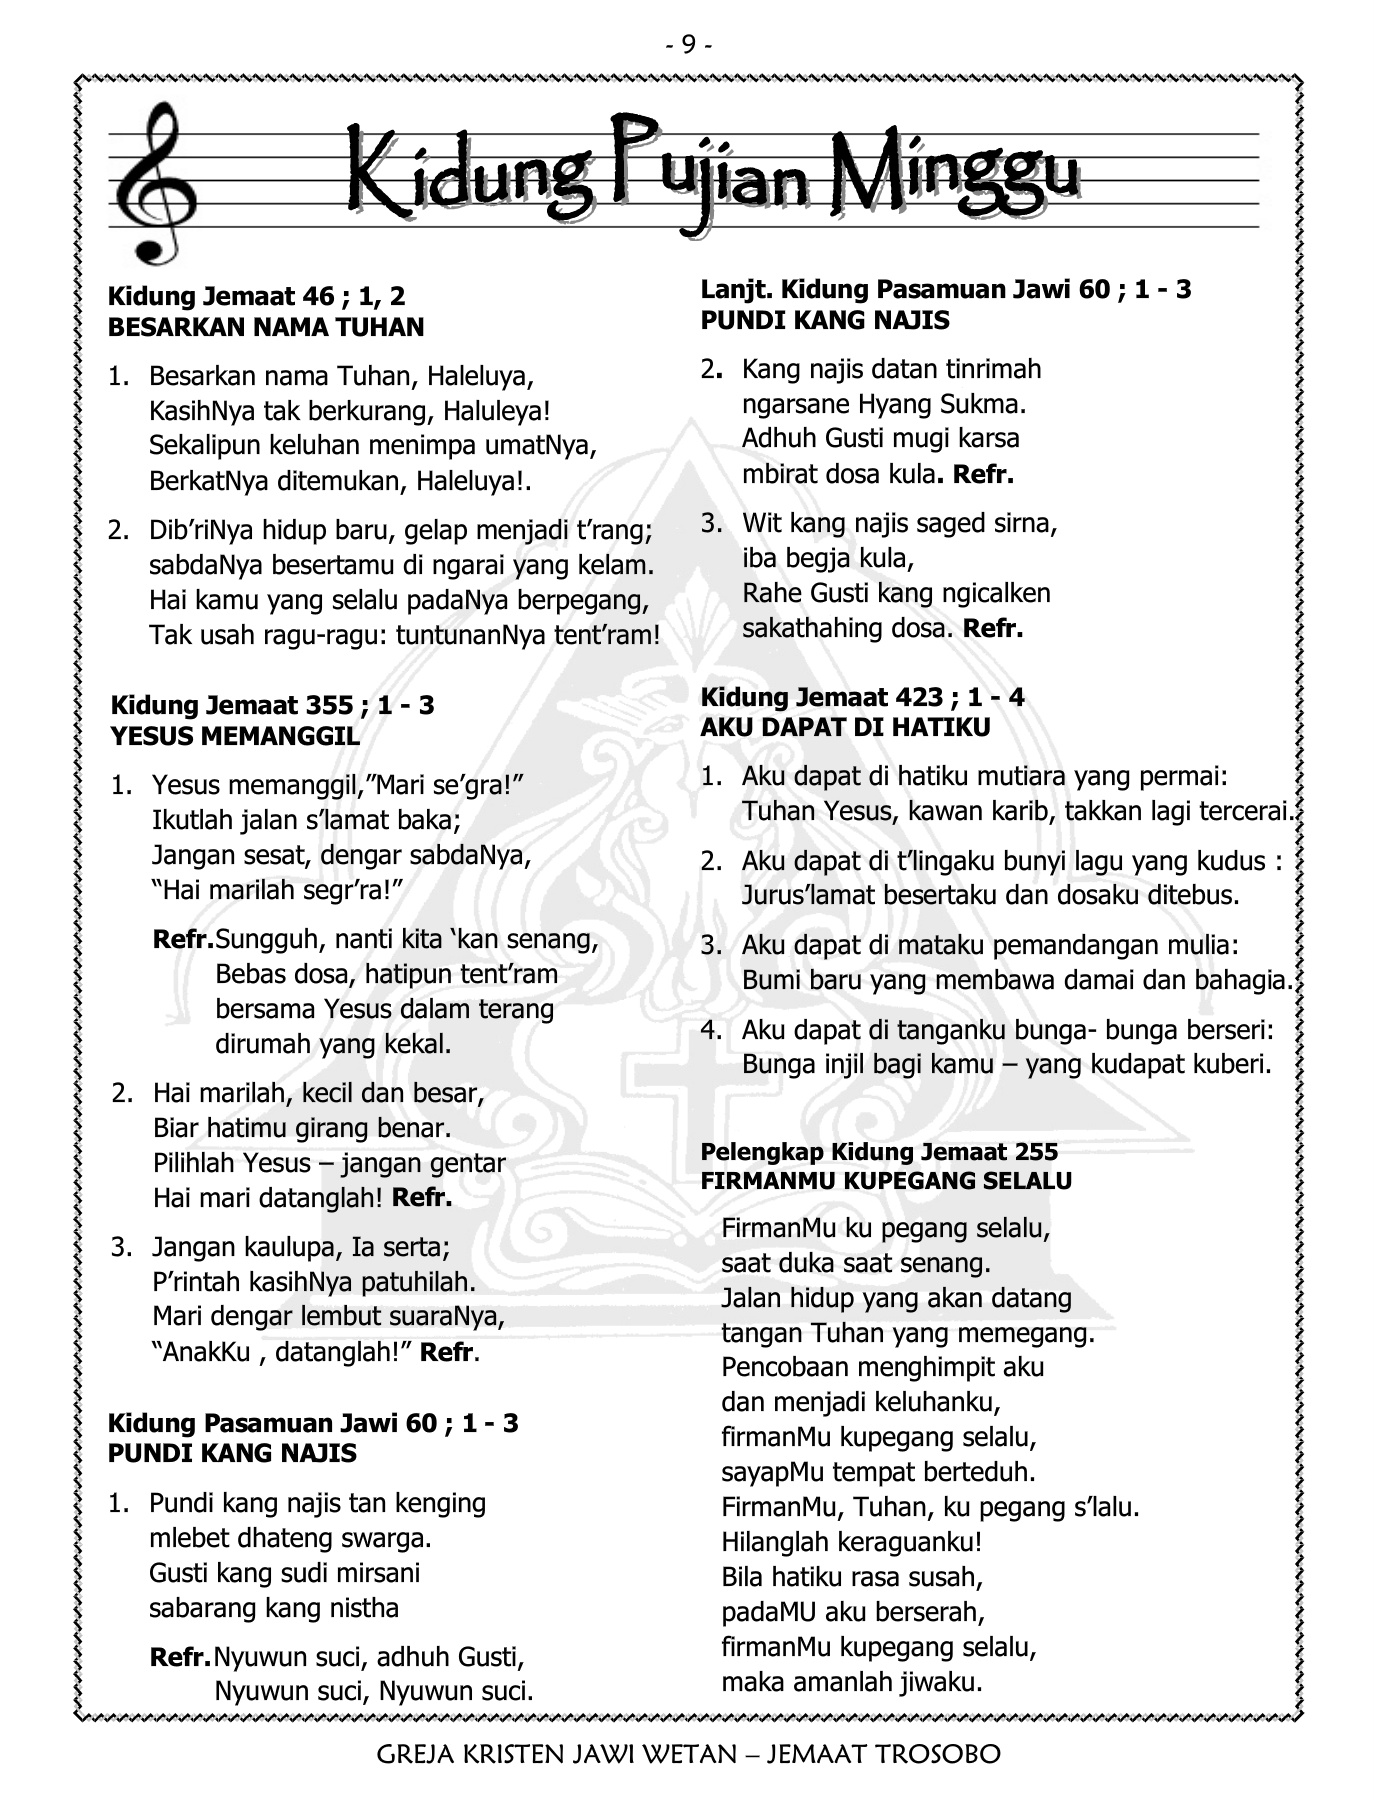 - 9 -
Kidung Pujian Minggu
Kidung Jemaat 46 ; 1, 2
BESARKAN NAMA TUHAN
1. Besarkan nama Tuhan, Haleluya,
KasihNya tak berkurang, Haluleya!
Sekalipun keluhan menimpa umatNya,
BerkatNya ditemukan, Haleluya!.
2. Dib’riNya hidup baru, gelap menjadi t’rang;
sabdaNya besertamu di ngarai yang kelam.
Hai kamu yang selalu padaNya berpegang,
Tak usah ragu-ragu: tuntunanNya tent’ram!
Kidung Jemaat 355 ; 1 - 3
YESUS MEMANGGIL
1. Yesus memanggil,”Mari se’gra!”
Ikutlah jalan s’lamat baka;
Jangan sesat, dengar sabdaNya,
“Hai marilah segr’ra!”
Refr.Sungguh, nanti kita ‘kan senang,
Bebas dosa, hatipun tent’ram
bersama Yesus dalam terang
dirumah yang kekal.
2. Hai marilah, kecil dan besar,
Biar hatimu girang benar.
Pilihlah Yesus – jangan gentar
Hai mari datanglah! Refr.
3. Jangan kaulupa, Ia serta;
P’rintah kasihNya patuhilah.
Mari dengar lembut suaraNya,
“AnakKu , datanglah!” Refr.
Kidung Pasamuan Jawi 60 ; 1 - 3
PUNDI KANG NAJIS
1. Pundi kang najis tan kenging
mlebet dhateng swarga.
Gusti kang sudi mirsani
sabarang kang nistha
Refr.Nyuwun suci, adhuh Gusti,
Nyuwun suci, Nyuwun suci.
Lanjt. Kidung Pasamuan Jawi 60 ; 1 - 3
PUNDI KANG NAJIS
2. Kang najis datan tinrimah
ngarsane Hyang Sukma.
Adhuh Gusti mugi karsa
mbirat dosa kula. Refr.
3. Wit kang najis saged sirna,
iba begja kula,
Rahe Gusti kang ngicalken
sakathahing dosa. Refr.
Kidung Jemaat 423 ; 1 - 4
AKU DAPAT DI HATIKU
1. Aku dapat di hatiku mutiara yang permai:
Tuhan Yesus, kawan karib, takkan lagi tercerai.
2. Aku dapat di t’lingaku bunyi lagu yang kudus :
Jurus’lamat besertaku dan dosaku ditebus.
3. Aku dapat di mataku pemandangan mulia:
Bumi baru yang membawa damai dan bahagia.
4. Aku dapat di tanganku bunga- bunga berseri:
Bunga injil bagi kamu – yang kudapat kuberi.
Pelengkap Kidung Jemaat 255
FIRMANMU KUPEGANG SELALU
FirmanMu ku pegang selalu,
saat duka saat senang.
Jalan hidup yang akan datang
tangan Tuhan yang memegang.
Pencobaan menghimpit aku
dan menjadi keluhanku,
firmanMu kupegang selalu,
sayapMu tempat berteduh.
FirmanMu, Tuhan, ku pegang s’lalu.
Hilanglah keraguanku!
Bila hatiku rasa susah,
padaMU aku berserah,
firmanMu kupegang selalu,
maka amanlah jiwaku.
GREJA KRISTEN JAWI WETAN – JEMAAT TROSOBO